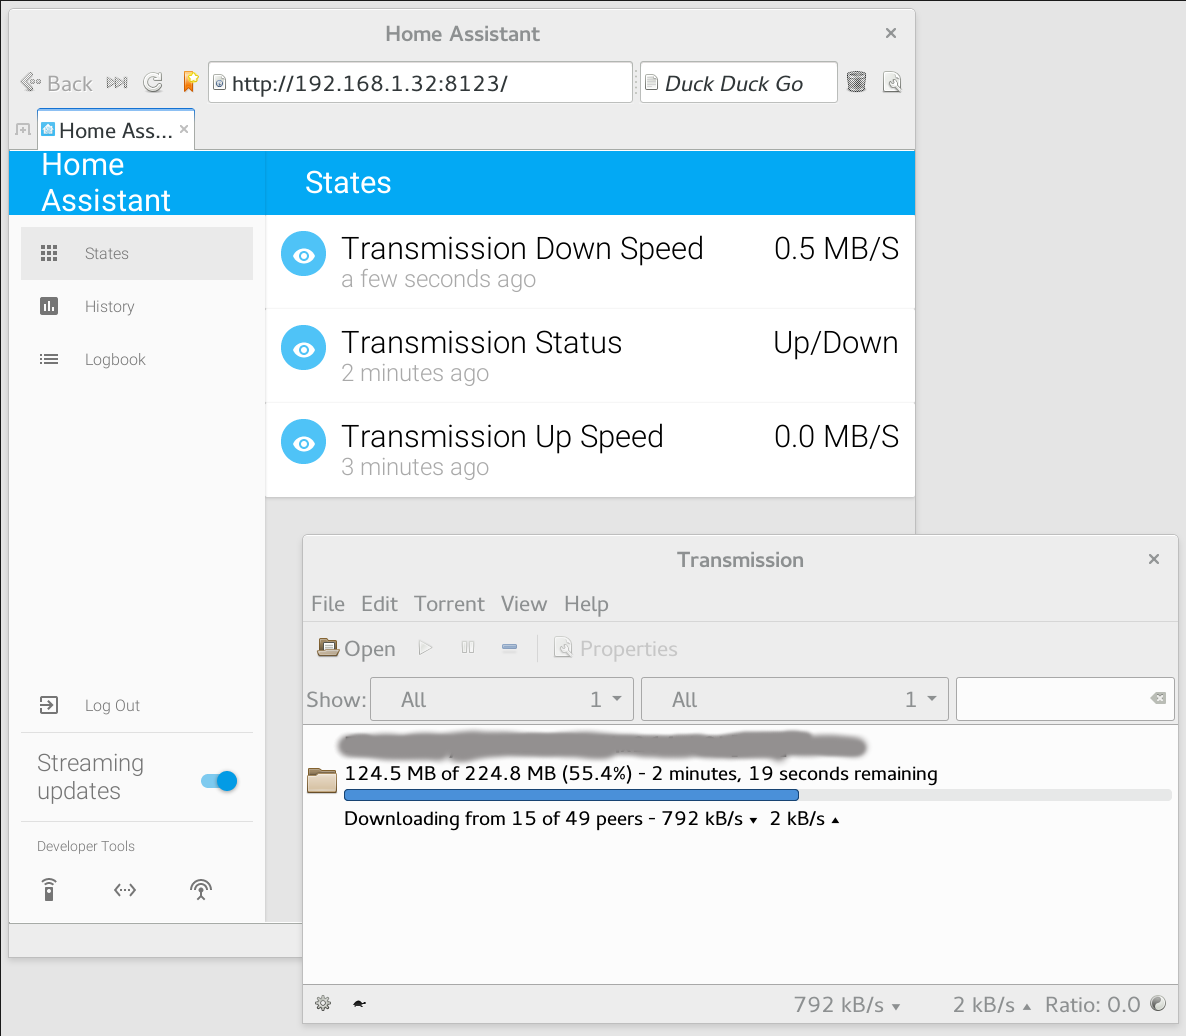 Home Assistant
Back
http://192.168.1.32:8123/
Duck Duck Go
Home Ass...
Home
Assistant
States
States
History
Logbook
Transmission Down Speed 0.5 MB/S
a few seconds ago
Transmission Status Up/Down
2 minutes ago
Transmission Up Speed 0.0 MB/S
3 minutes ago
Log Out
Streaming
updates
Developer Tools
Transmission
File Edit Torrent View Help
Open Properties
Show: All 1 All 1
124.5 MB of 224.8 MB (55.4%) - 2 minutes, 19 seconds remaining
Downloading from 15 of 49 peers - 792 kB/s ▾ 2 kB/s ▴
792 kB/s ▾ 2 kB/s ▴ Ratio: 0.0